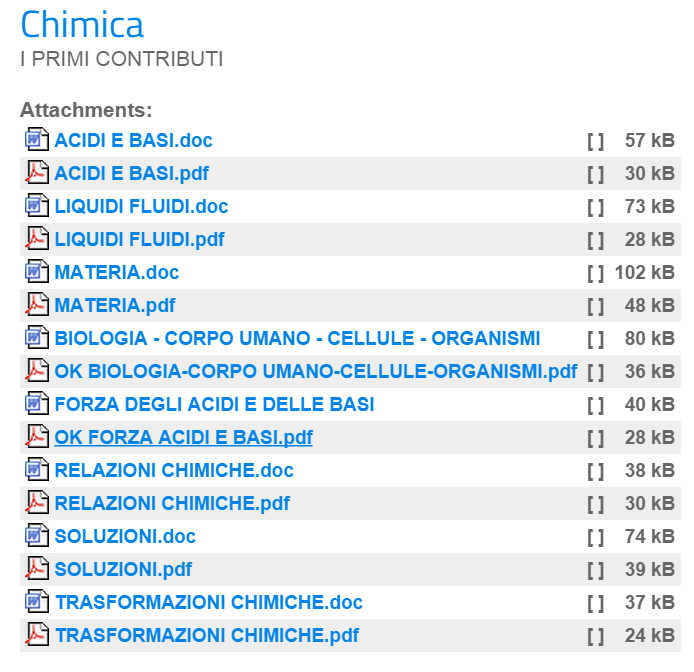 Chimica
I PRIMI CONTRIBUTI
Attachments:
ACIDI E BASI.doc [ ] 57 kB
ACIDI E BASI.pdf [ ] 30 kB
LIQUIDI FLUIDI.doc [ ] 73 kB
LIQUIDI FLUIDI.pdf [ ] 28 kB
MATERIA.doc [ ] 102 kB
MATERIA.pdf [ ] 48 kB
BIOLOGIA - CORPO UMANO - CELLULE - ORGANISMI [ ] 80 kB
OK BIOLOGIA-CORPO UMANO-CELLULE-ORGANISMI.pdf [ ] 36 kB
FORZA DEGLI ACIDI E DELLE BASI [ ] 40 kB
OK FORZA ACIDI E BASI.pdf [ ] 28 kB
RELAZIONI CHIMICHE.doc [ ] 38 kB
RELAZIONI CHIMICHE.pdf [ ] 30 kB
SOLUZIONI.doc [ ] 74 kB
SOLUZIONI.pdf [ ] 39 kB
TRASFORMAZIONI CHIMICHE.doc [ ] 37 kB
TRASFORMAZIONI CHIMICHE.pdf [ ] 24 kB